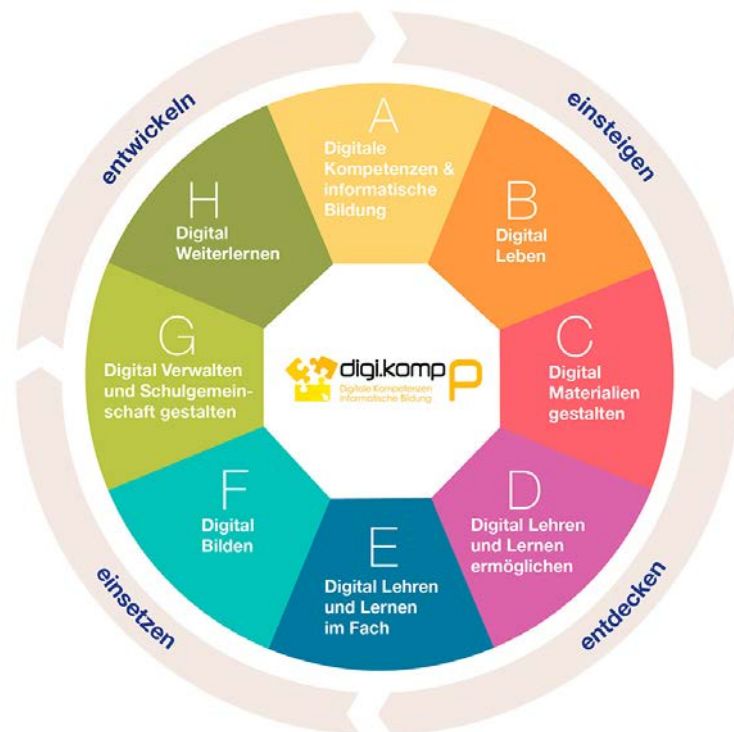 A
Digitale
Kompetenzen &
informatische
Bildung
B
Digital
Leben
C
Digital
Materialien
gestalten
D
Digital Lehren
und Lernen
ermöglichen
E
Digital Lehren
und Lernen
im Fach
F
Digital
Bilden
G
Digital Verwalten
und Schulgemein-
schaft gestalten
H
Digital
Weiterlernen
digi.komp P
Digitale Kompetenzen
Informatische Bildung
einsteigen
entdecken
einsetzen
entwickeln